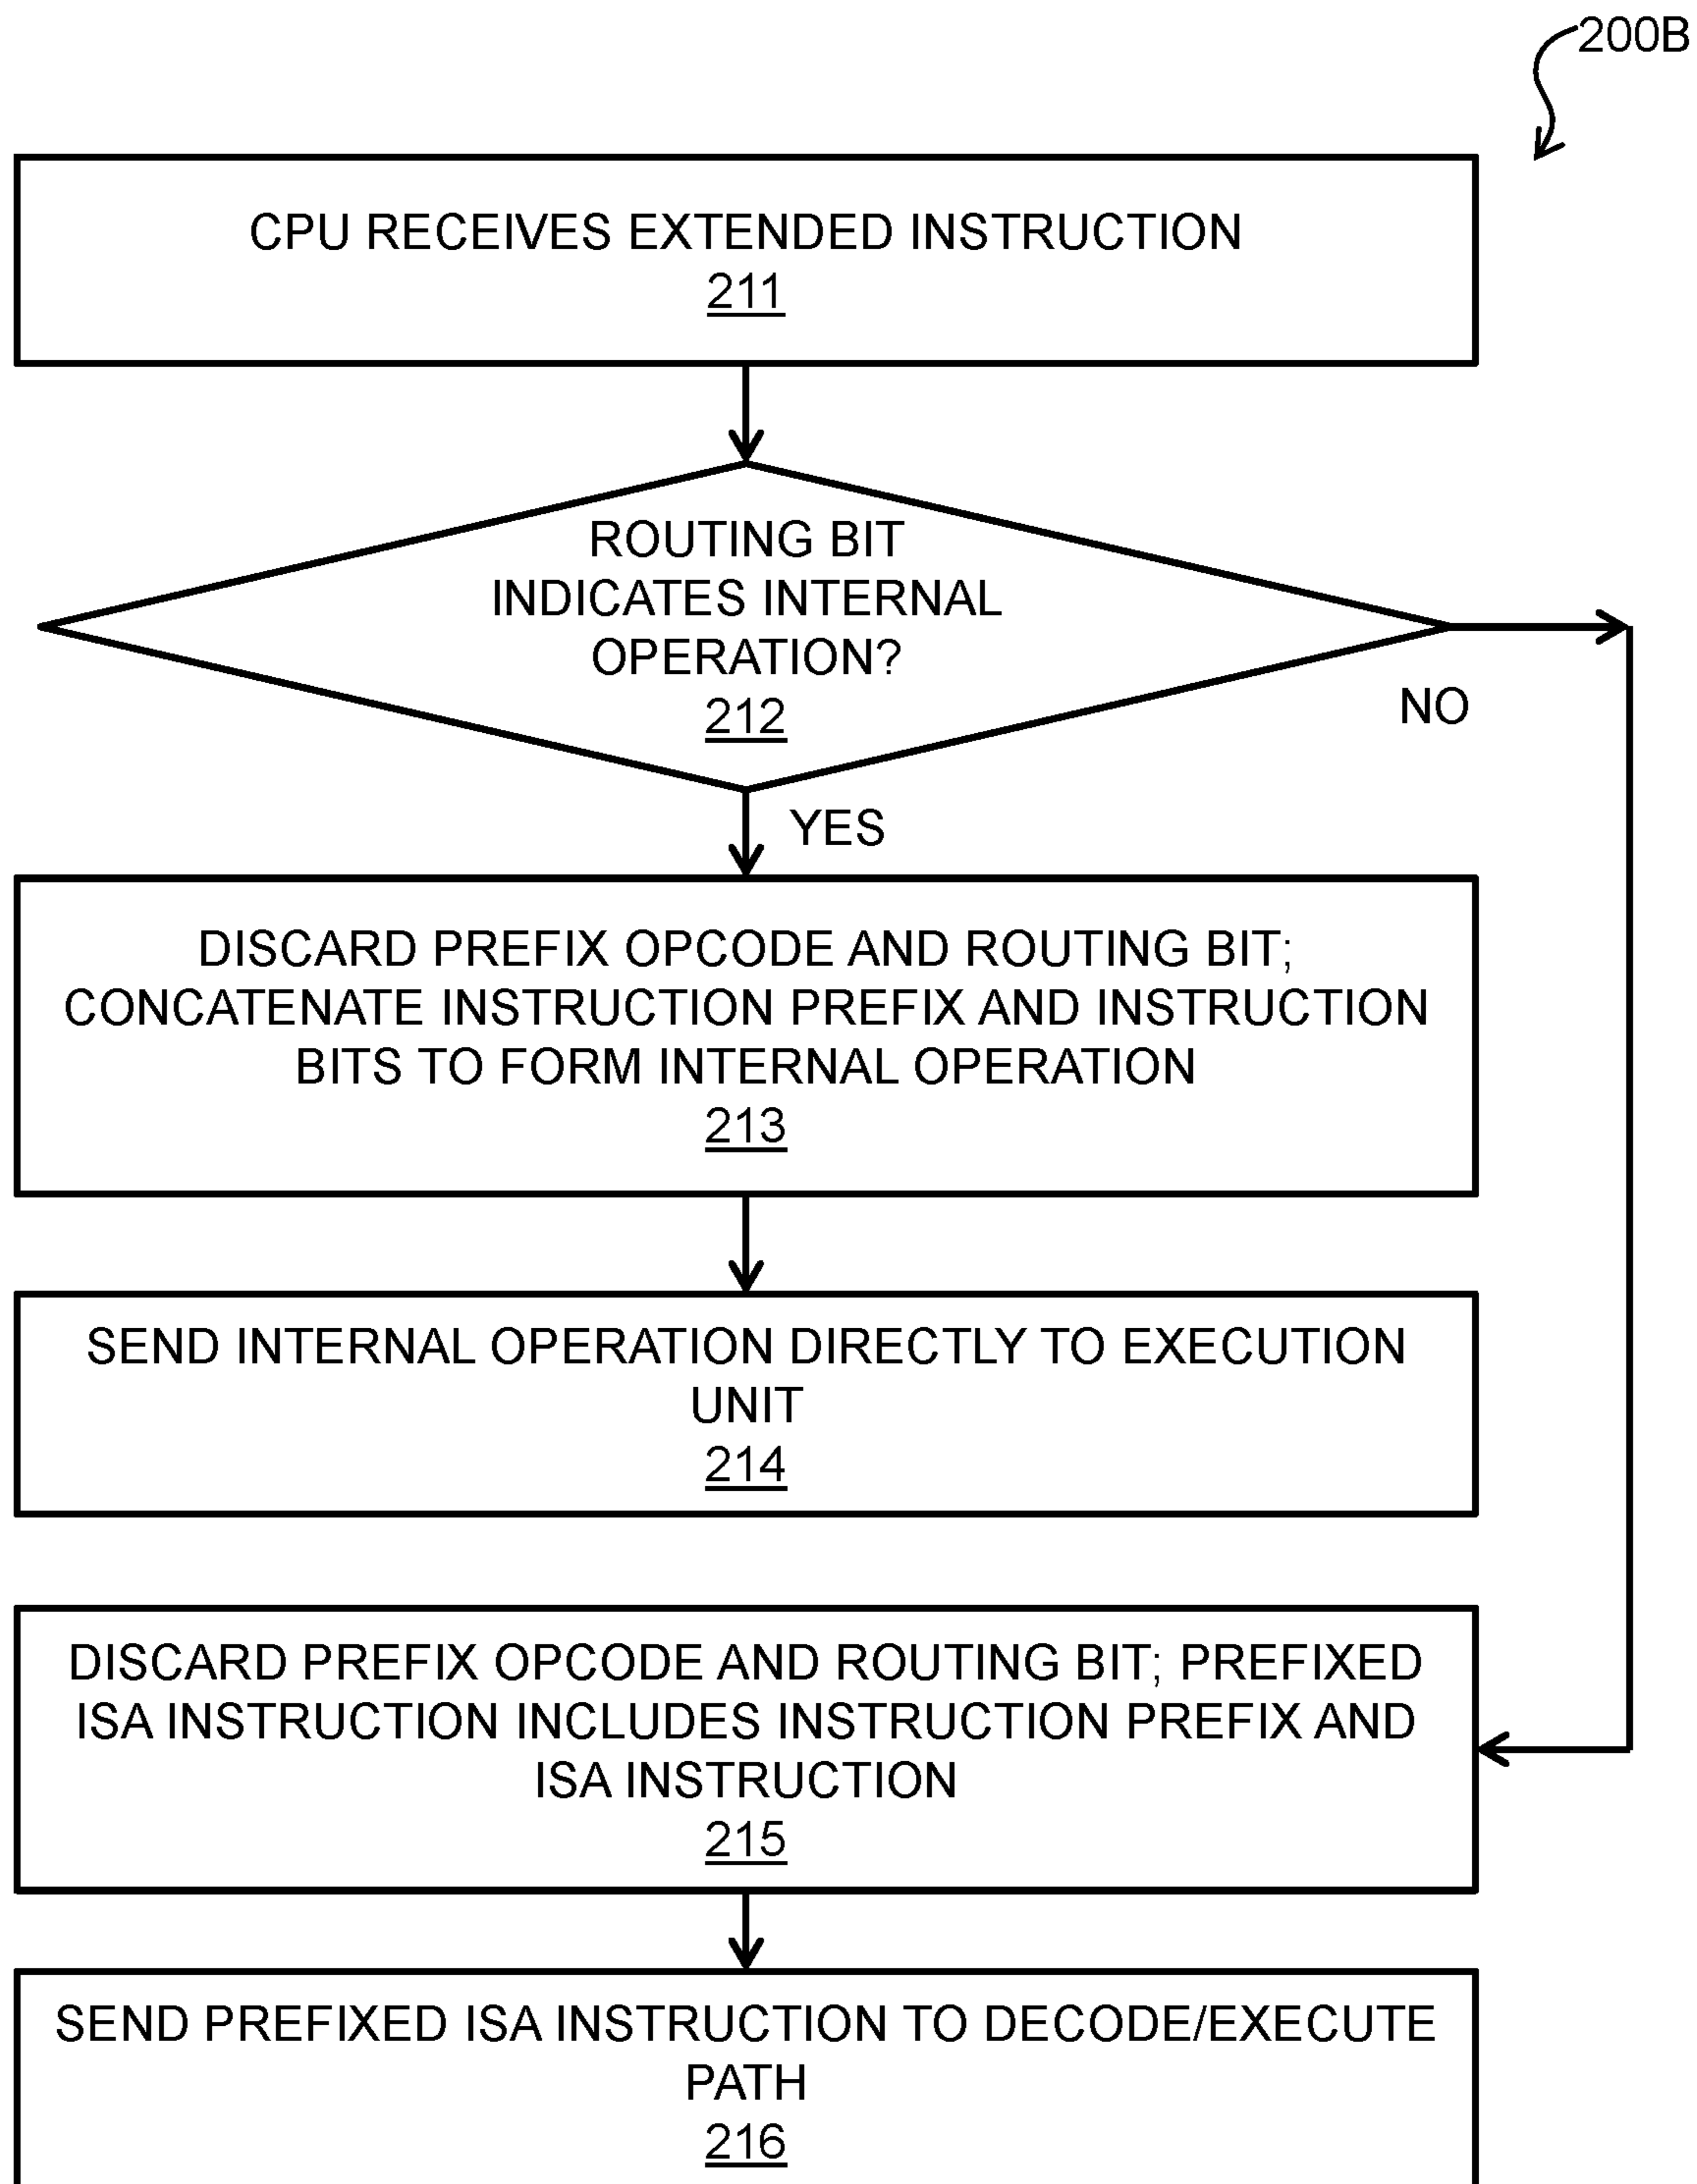 200B
CPU RECEIVES EXTENDED INSTRUCTION
211
ROUTING BIT
INDICATES INTERNAL
OPERATION?
212
NO
YES
DISCARD PREFIX OPCODE AND ROUTING BIT;
CONCATENATE INSTRUCTION PREFIX AND INSTRUCTION
BITS TO FORM INTERNAL OPERATION
213
SEND INTERNAL OPERATION DIRECTLY TO EXECUTION
UNIT
214
DISCARD PREFIX OPCODE AND ROUTING BIT; PREFIXED
ISA INSTRUCTION INCLUDES INSTRUCTION PREFIX AND
ISA INSTRUCTION
215
SEND PREFIXED ISA INSTRUCTION TO DECODE/EXECUTE
PATH
216